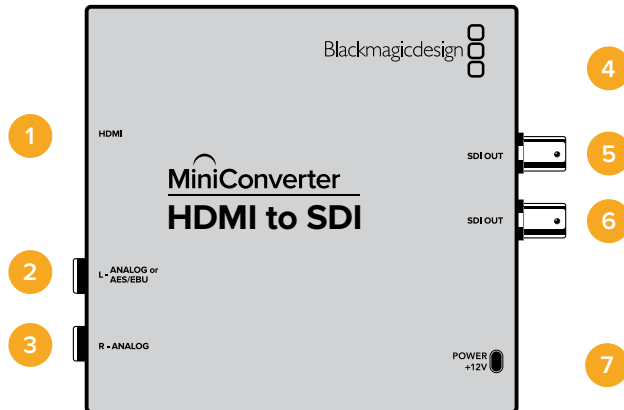 Blackmagicdesign
4
1
HDMI
SDI OUT
5
MiniConverter
HDMI to SDI
SDI OUT
6
2
L - ANALOG or
AES/EBU
3
R - ANALOG
POWER
+12V
7